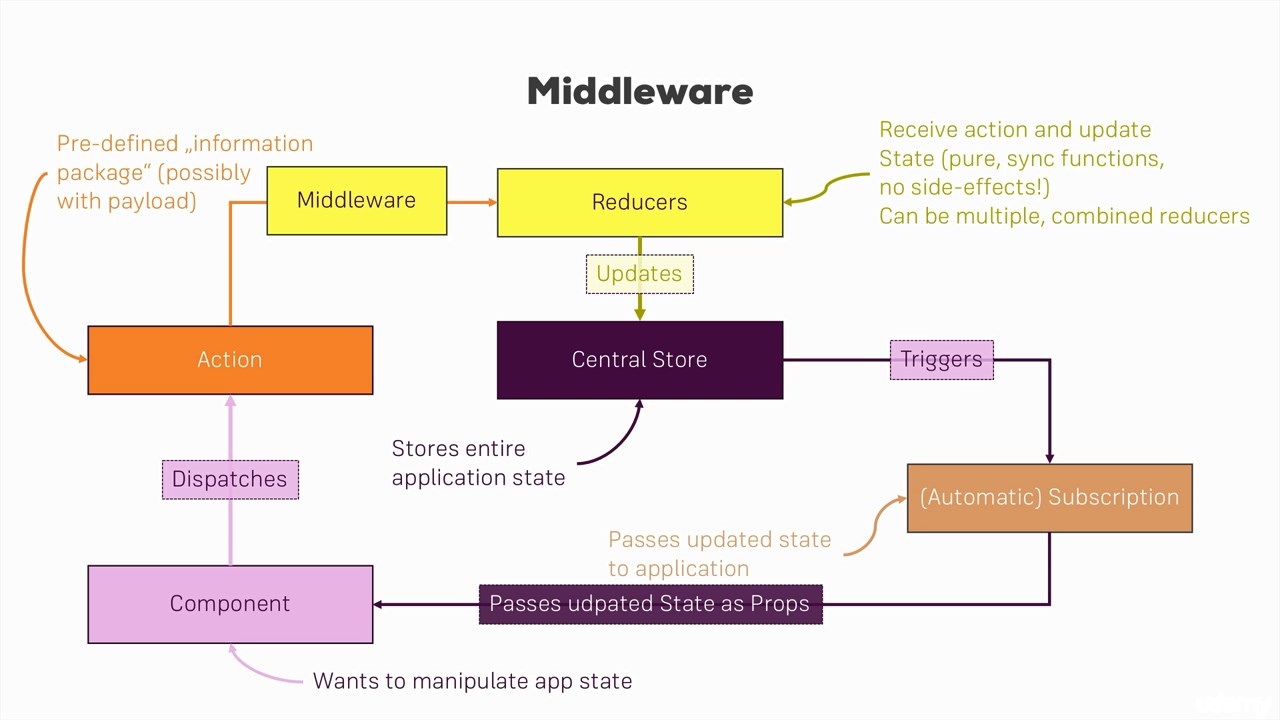 Middleware
Pre-defined „information
package“ (possibly
with payload)
Middleware
Reducers
Receive action and update
State (pure, sync functions,
no side-effects!)
Can be multiple, combined reducers
Updates
Action
Central Store
Triggers
Stores entire
application state
Dispatches
(Automatic) Subscription
Passes updated state
to application
Component
Passes udpated State as Props
Wants to manipulate app state